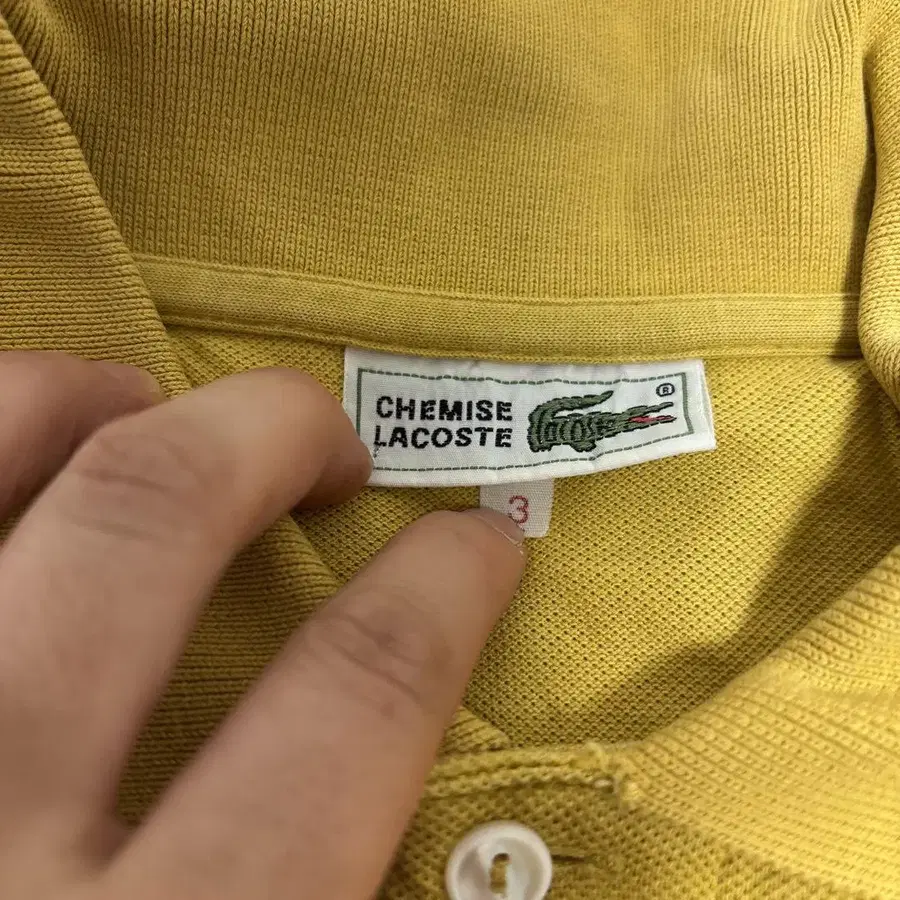 CHEMISE
LACOSTE
Lacoste
®
3